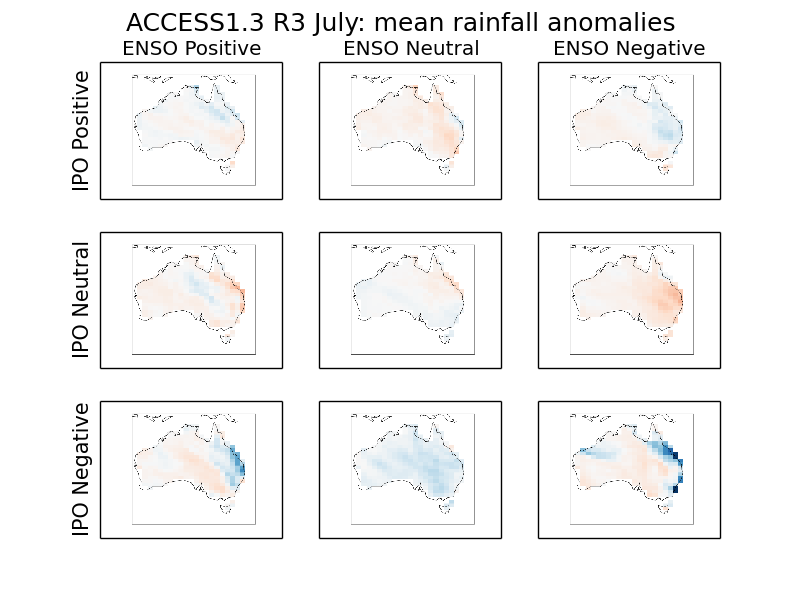 ACCESS1.3 R3 July: mean rainfall anomalies
ENSO Positive
ENSO Neutral
ENSO Negative
IPO Positive
IPO Neutral
IPO Negative